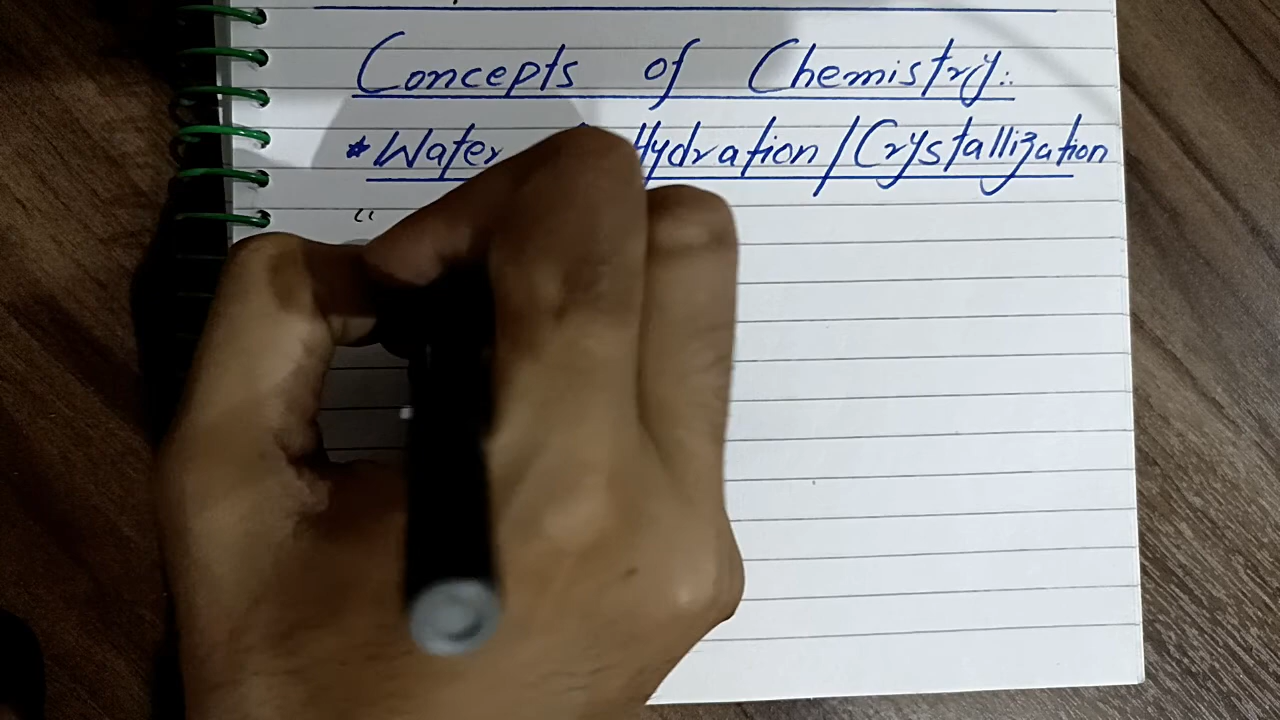 Concepts of Chemistry:
*Water Hydration/Crystallization
"